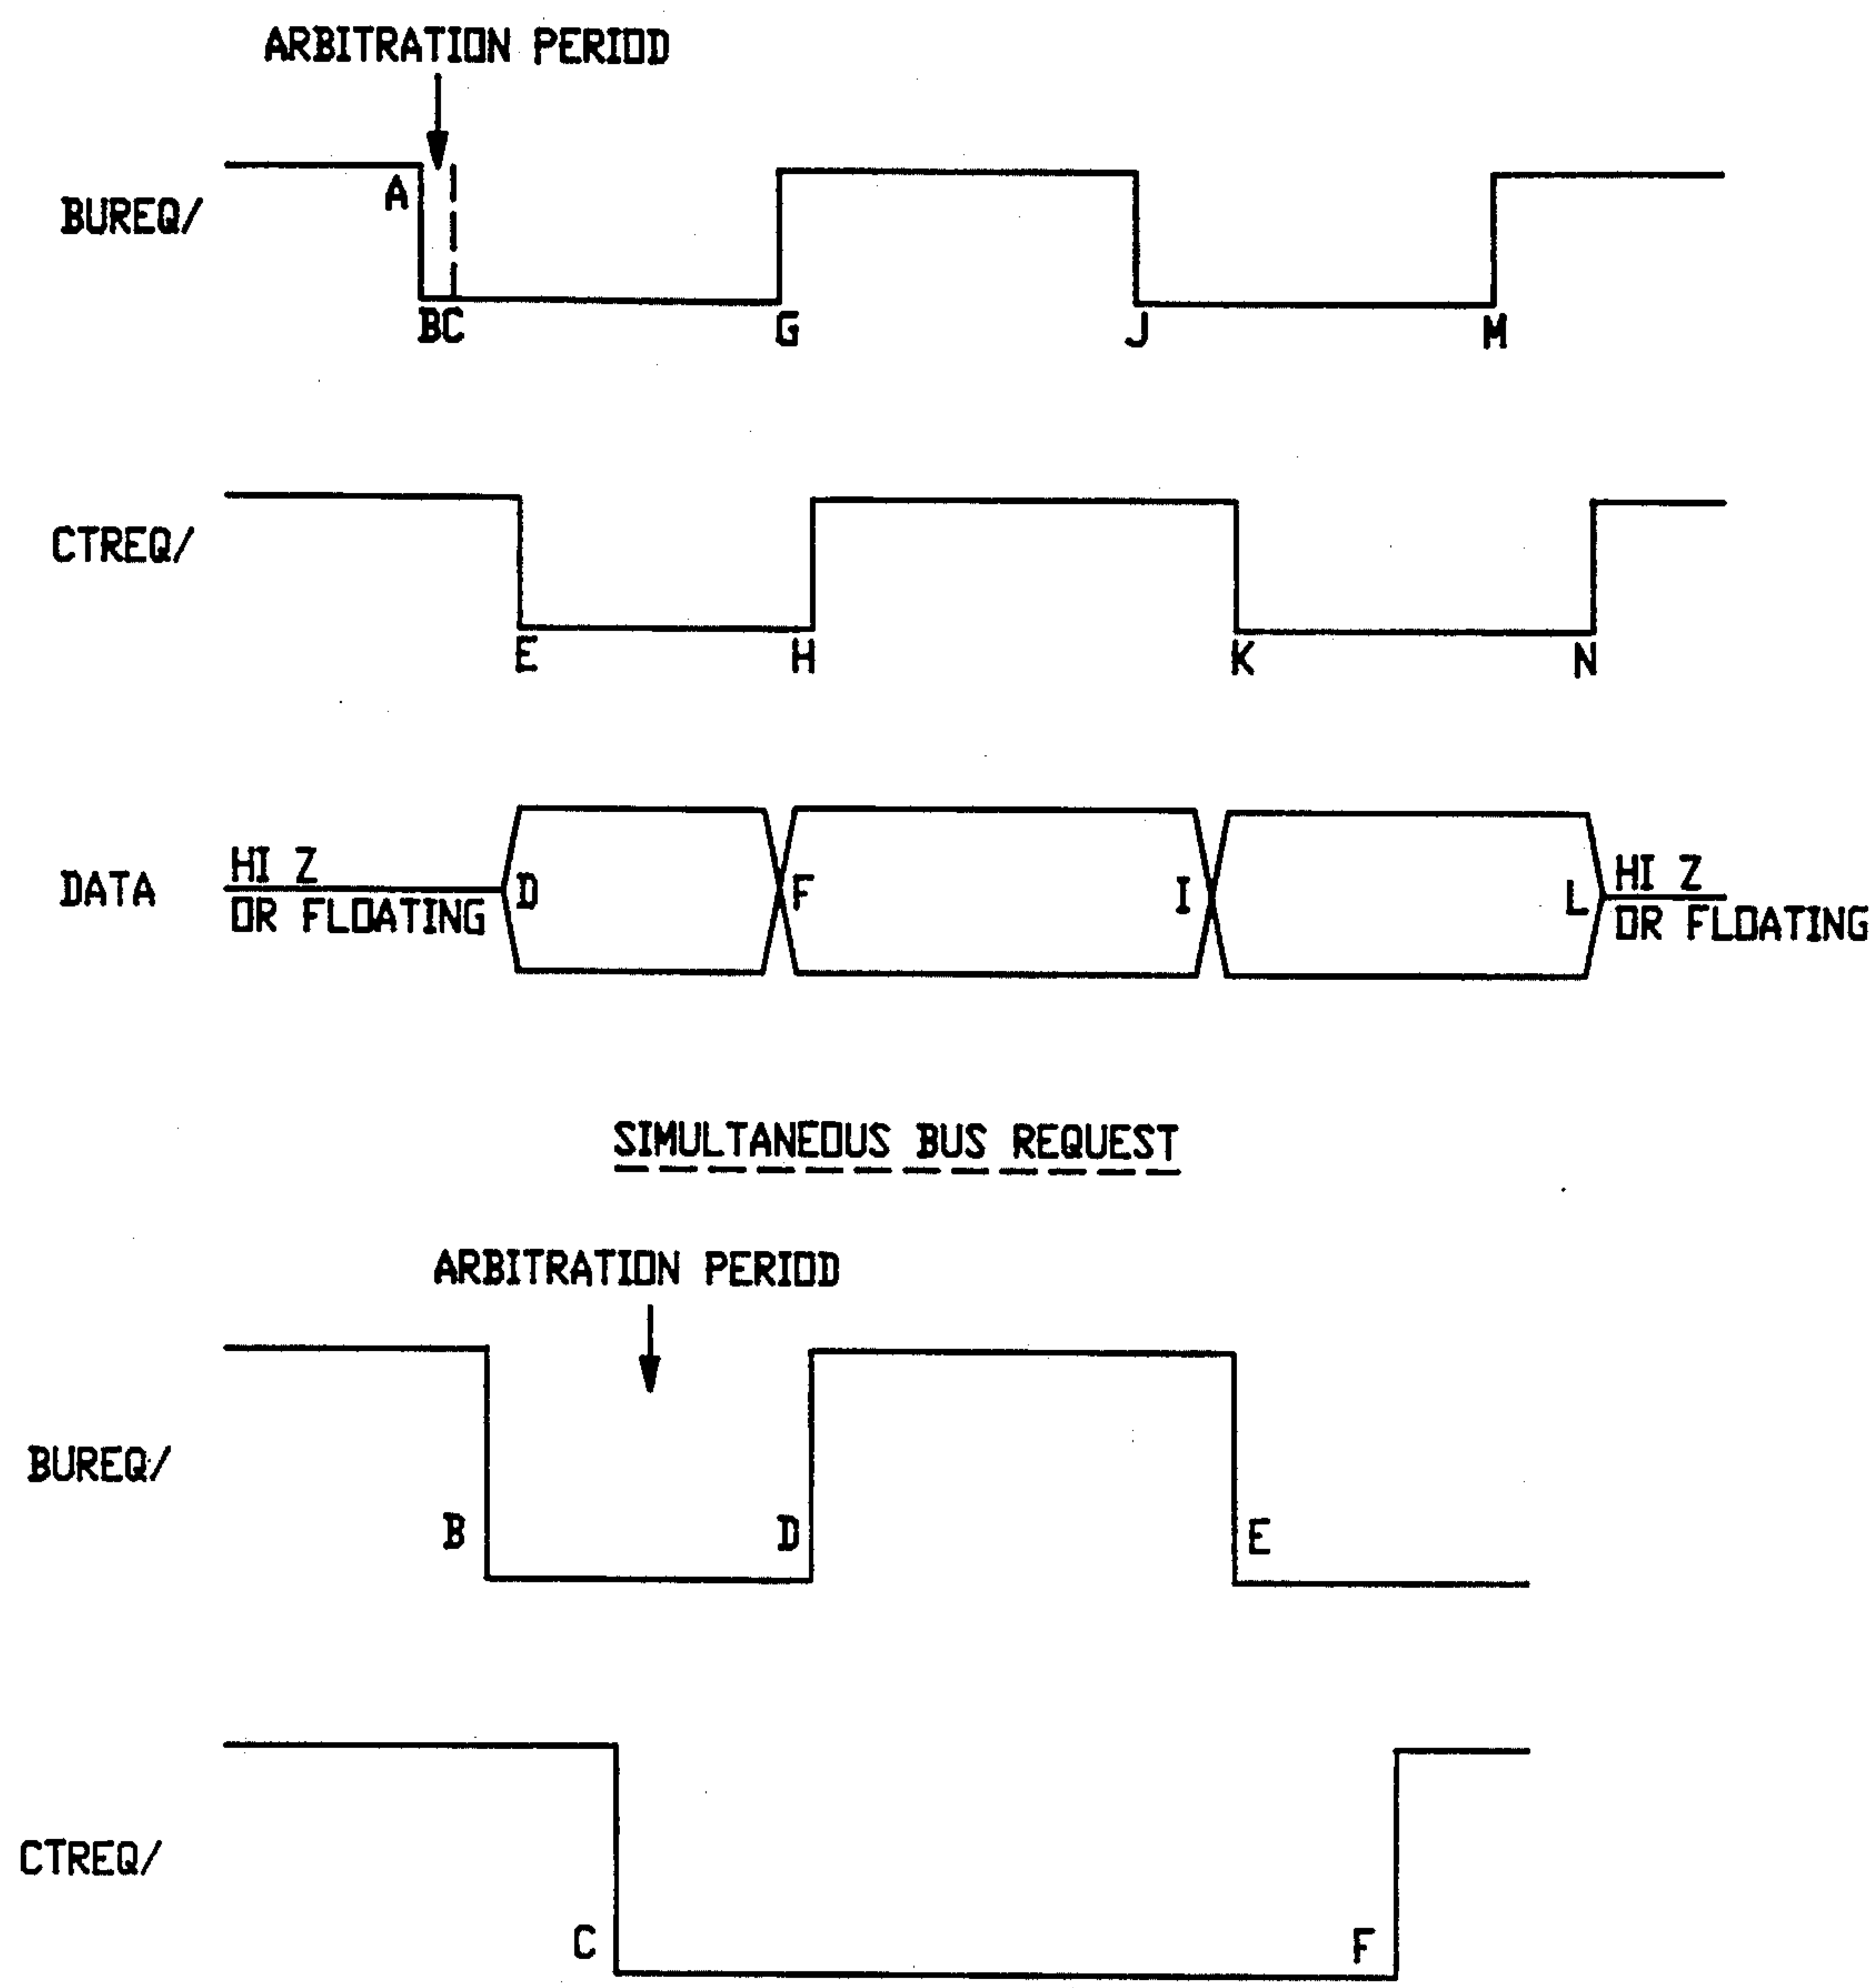 ARBITRATION PERIOD
A
BUREQ/
BC G J M
CTREQ/
E H K N
HI Z
DATA D F I L HI Z
OR FLOATING OR FLOATING
SIMULTANEOUS BUS REQUEST
ARBITRATION PERIOD
BUREQ/
B D E
CTREQ/
C F